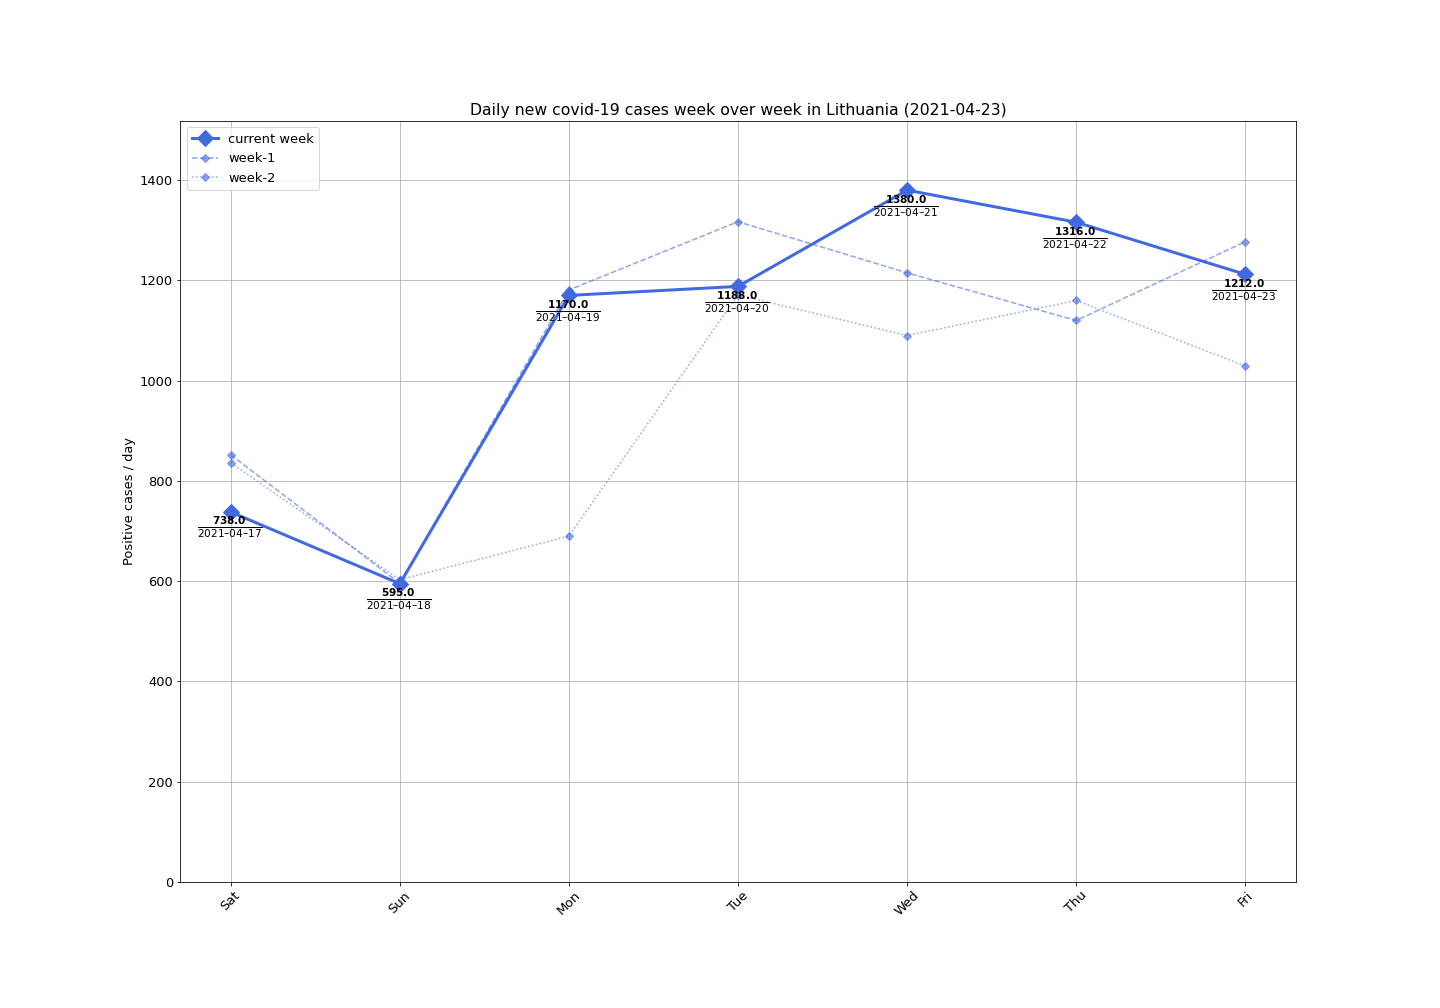 Daily new covid-19 cases week over week in Lithuania (2021-04-23)
current week
week-1
week-2
Positive cases / day
1400
1200
1000
800
600
400
200
0
738.0
2021–04–17
595.0
2021–04–18
1170.0
2021–04–19
1188.0
2021–04–20
1380.0
2021–04–21
1316.0
2021–04–22
1212.0
2021–04–23
Sat
Sun
Mon
Tue
Wed
Thu
Fri